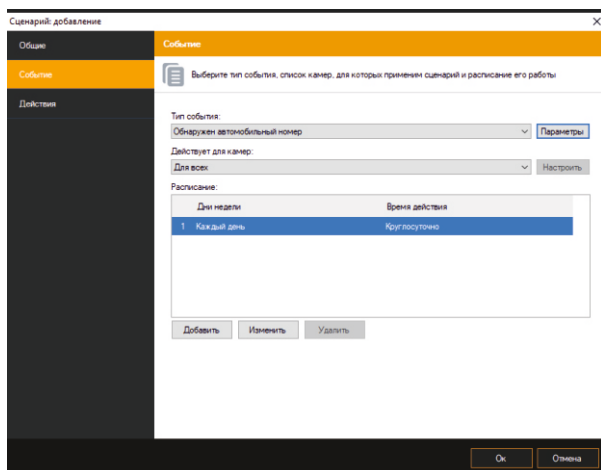 Сценарий: добавление
Общие
Событие
Действия
Событие
Выберите тип события, список камер, для которых применим сценарий и расписание его работы
Тип события:
Обнаружен автомобильный номер
Параметры
Действует для камер:
Для всех
Настроить
Расписание:
Дни недели Время действия
1 Каждый день Круглосуточно
Добавить Изменить Удалить
Ок Отмена